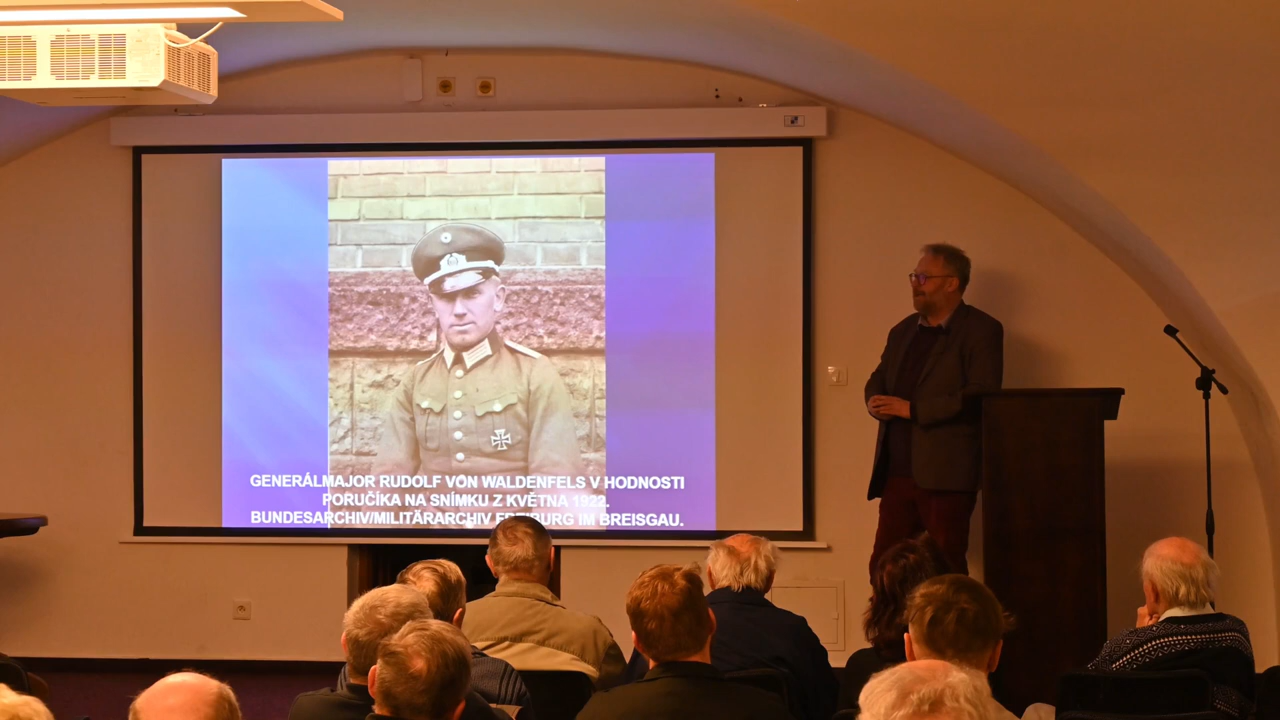 GENERÁLMAJOR RUDOLF VON WALDENFELS V HODNOSTI
PORUČÍKA NA SNÍMKU Z KVĚTNA 1922.
BUNDESARCHIV/MILITÄRARCHIV FREIBURG IM BREISGAU.